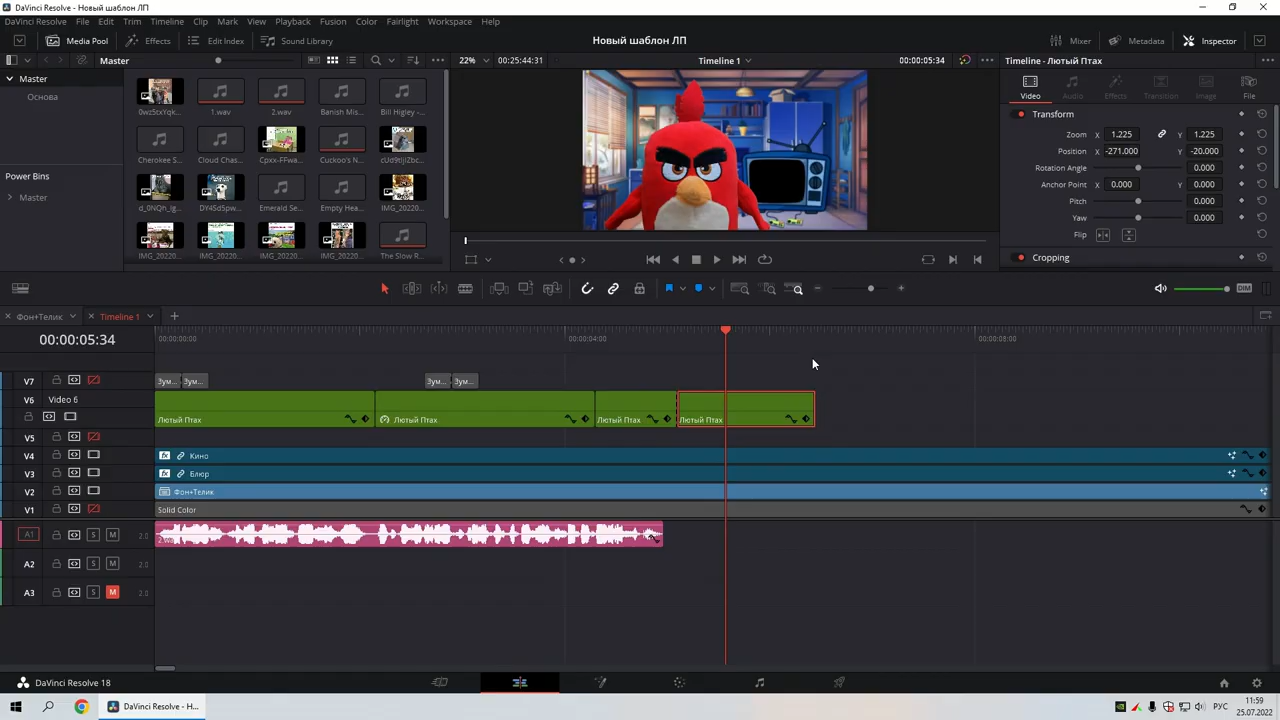 DaVinci Resolve - Новый шаблон ЛП
DaVinci Resolve File Edit Trim Timeline Clip Mark View Playback Fusion Color Fairlight Workspace Help
Media Pool Effects Edit Index Sound Library Новый шаблон ЛП Mixer Metadata Inspector
Master 22% 00:25:44:31 Timeline 1 00:00:05:34 Timeline - Лютый Птах
Master
Основа
Power Bins
Master
0wz5txYqk... 1.wav 2.wav Banish Mis... Bill Higley -...
Cherokee S... Cloud Chas... Cpxx-FFwa... Cuckoo's N... cUd9tijIZbc...
d_0NQh_ig... DY4Sd5pw... Emerald Se... Empty Hea... IMG_20220...
IMG_20220... IMG_20220... IMG_20220... IMG_20220... The Slow R...
Video Audio Effects Transition Image File
Transform
Zoom X 1.225 Y 1.225
Position X -271.000 Y -20.000
Rotation Angle 0.000
Anchor Point X 0.000 Y 0.000
Pitch 0.000
Yaw 0.000
Flip
Cropping
DIM
Фон+Телик Timeline 1
00:00:05:34 00:00:00:00 00:00:04:00 00:00:08:00
V7 Зум... Зум... Зум... Зум...
V6 Video 6
Лютый Птах Лютый Птах Лютый Птах Лютый Птах
V5
V4 Кино
V3 Блюр
V2 Фон+Телик
V1 Solid Color
A1 S M 2.0
A2 S M 2.0
A3 S M 2.0
DaVinci Resolve 18
DaVinci Resolve - Н... РУС 11:59
25.07.2022